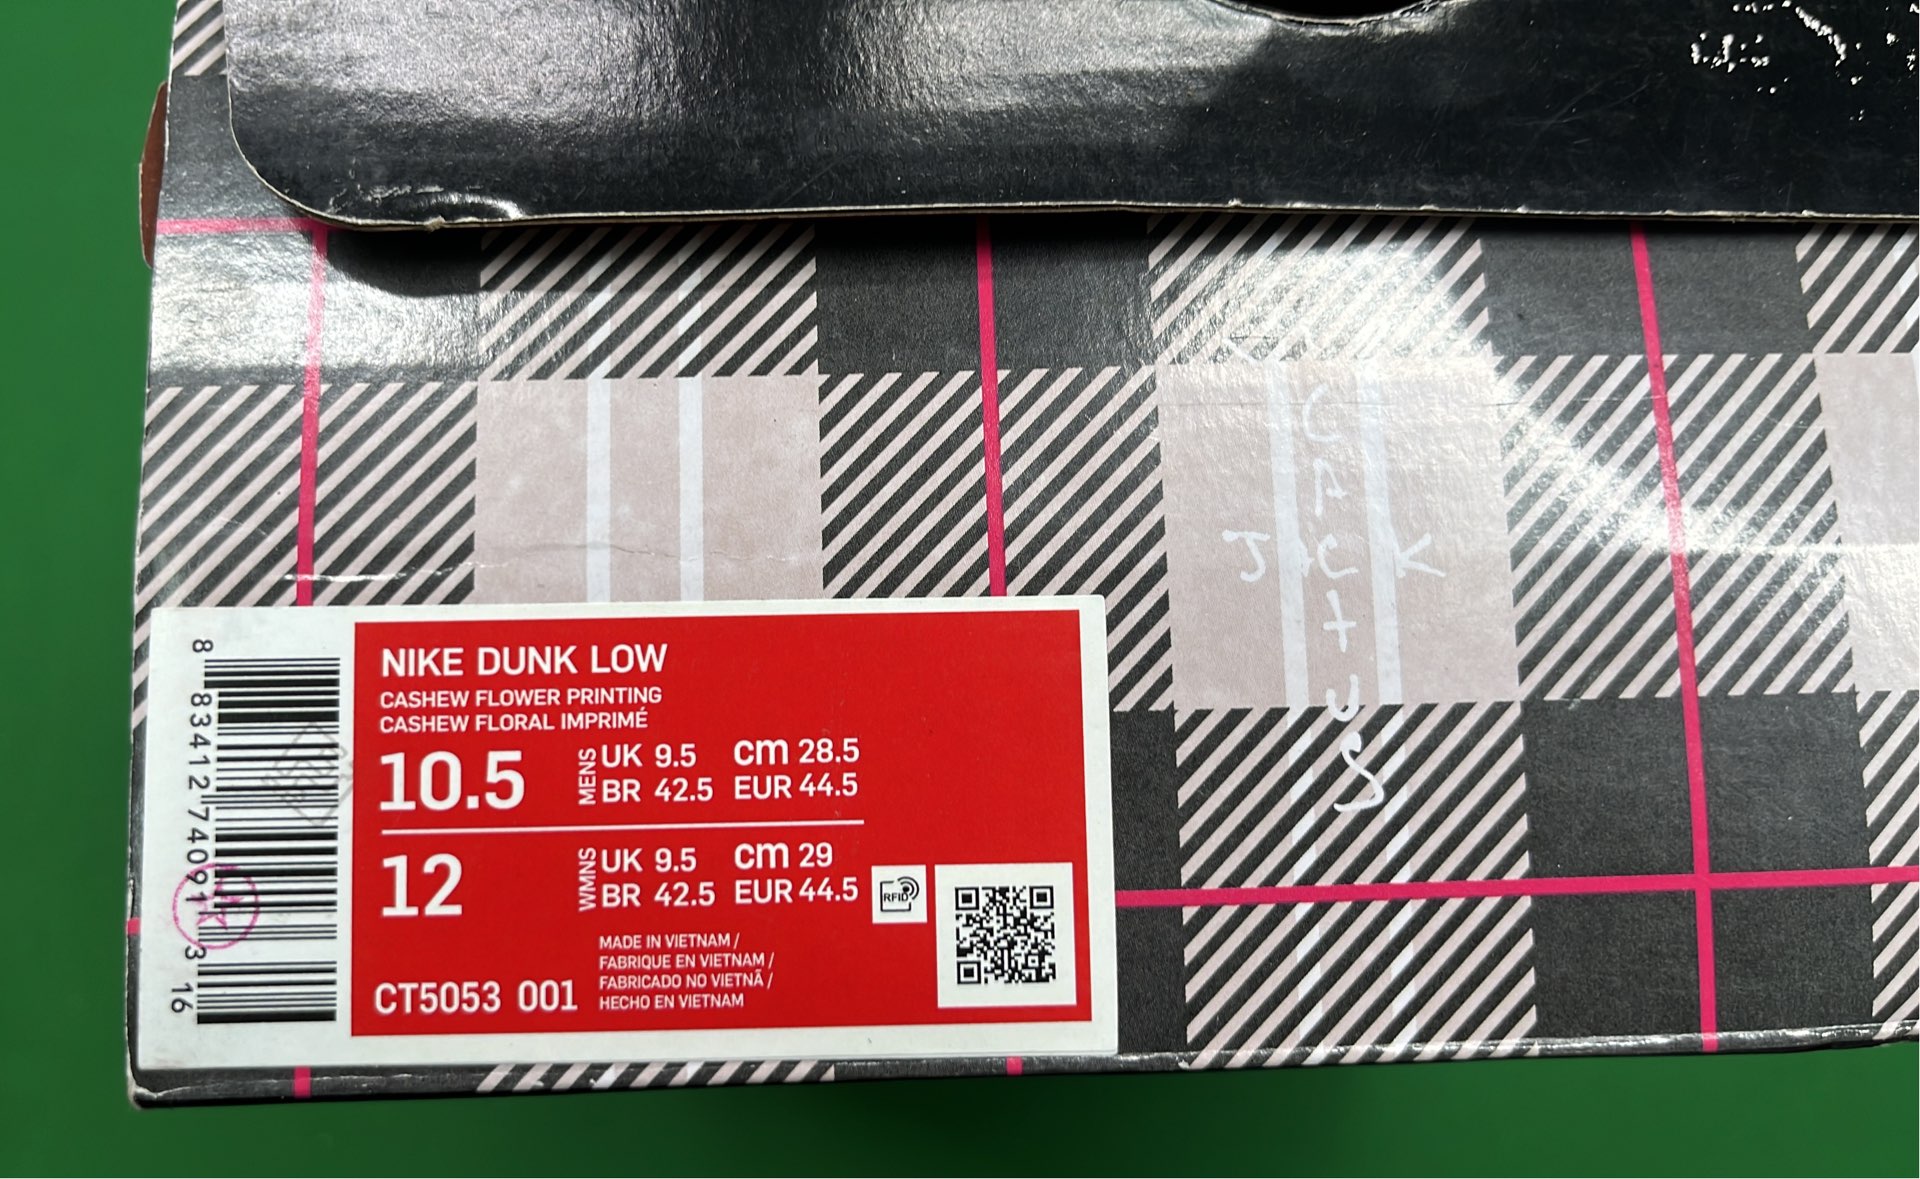 NIKE DUNK LOW
CASHEW FLOWER PRINTING
CASHEW FLORAL IMPRIMÉ
10.5 MENS UK 9.5 cm 28.5
BR 42.5 EUR 44.5
12 WMNS UK 9.5 cm 29
BR 42.5 EUR 44.5
RFID
MADE IN VIETNAM /
FABRIQUE EN VIETNAM /
FABRICADO NO VIETNÃ /
HECHO EN VIETNAM
CT5053 001
8 83412 74091 3 16
CACTUS
JACK